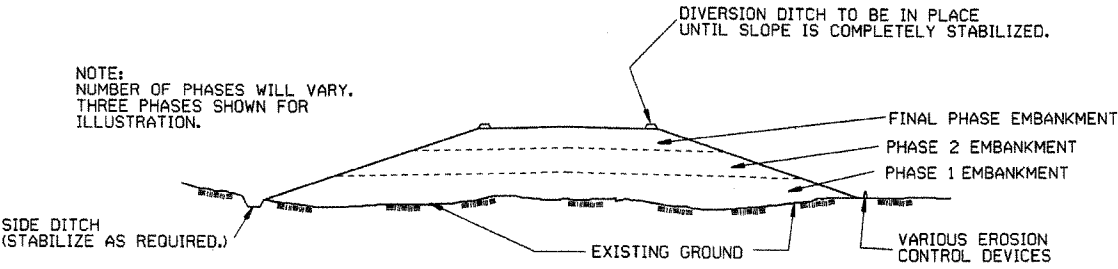 DIVERSION DITCH TO BE IN PLACE
UNTIL SLOPE IS COMPLETELY STABILIZED.
NOTE:
NUMBER OF PHASES WILL VARY.
THREE PHASES SHOWN FOR
ILLUSTRATION.
FINAL PHASE EMBANKMENT
PHASE 2 EMBANKMENT
PHASE 1 EMBANKMENT
SIDE DITCH
(STABILIZE AS REQUIRED.)
EXISTING GROUND
VARIOUS EROSION
CONTROL DEVICES